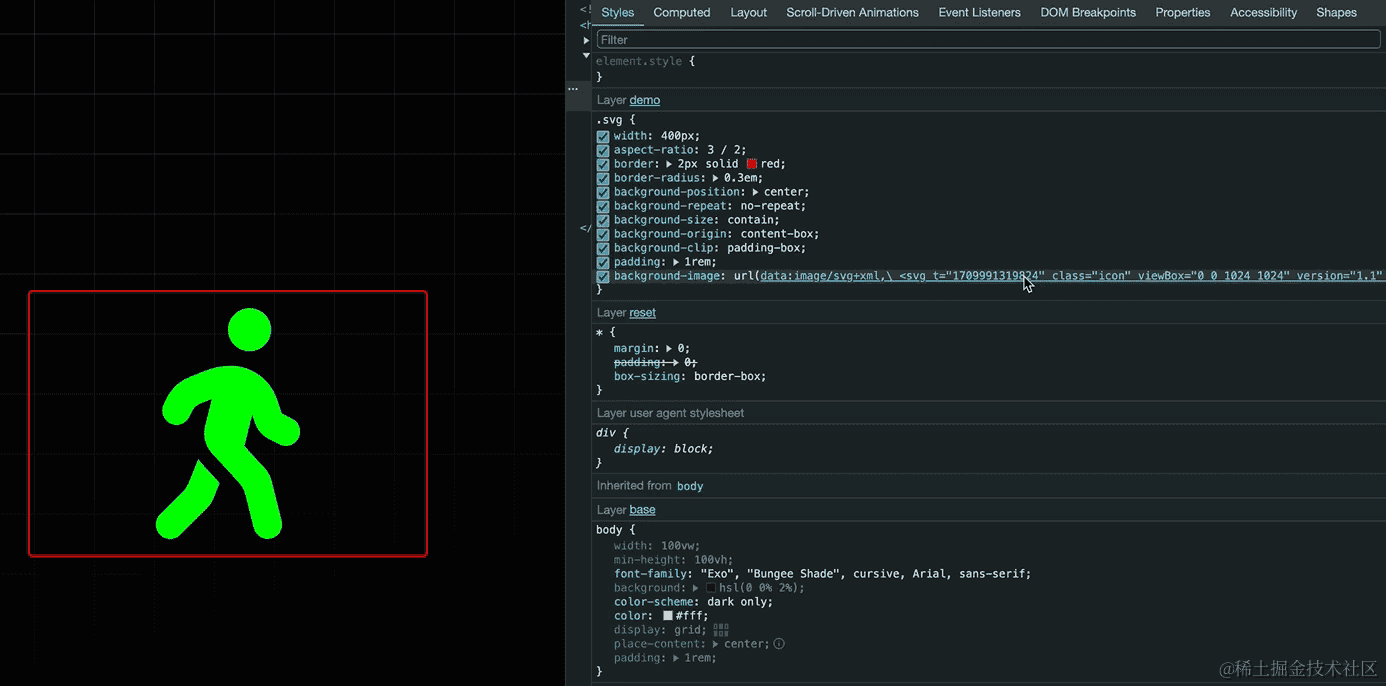 Styles Computed Layout Scroll-Driven Animations Event Listeners DOM Breakpoints Properties Accessibility Shapes
Filter
element.style {
}
Layer demo
.svg {
width: 400px;
aspect-ratio: 3 / 2;
border: 2px solid red;
border-radius: 0.3em;
background-position: center;
background-repeat: no-repeat;
background-size: contain;
background-origin: content-box;
background-clip: padding-box;
padding: 1rem;
background-image: url(data:image/svg+xml,\ <svg t="1709991319824" class="icon" viewBox="0 0 1024 1024" version="1.1"
}
Layer reset
* {
margin: 0;
padding: 0;
box-sizing: border-box;
}
Layer user agent stylesheet
div {
display: block;
}
Inherited from body
Layer base
body {
width: 100vw;
min-height: 100vh;
font-family: "Exo", "Bungee Shade", cursive, Arial, sans-serif;
background: hsl(0 0% 2%);
color-scheme: dark only;
color: #fff;
display: grid;
place-content: center;
padding: 1rem;
}
@稀土掘金技术社区